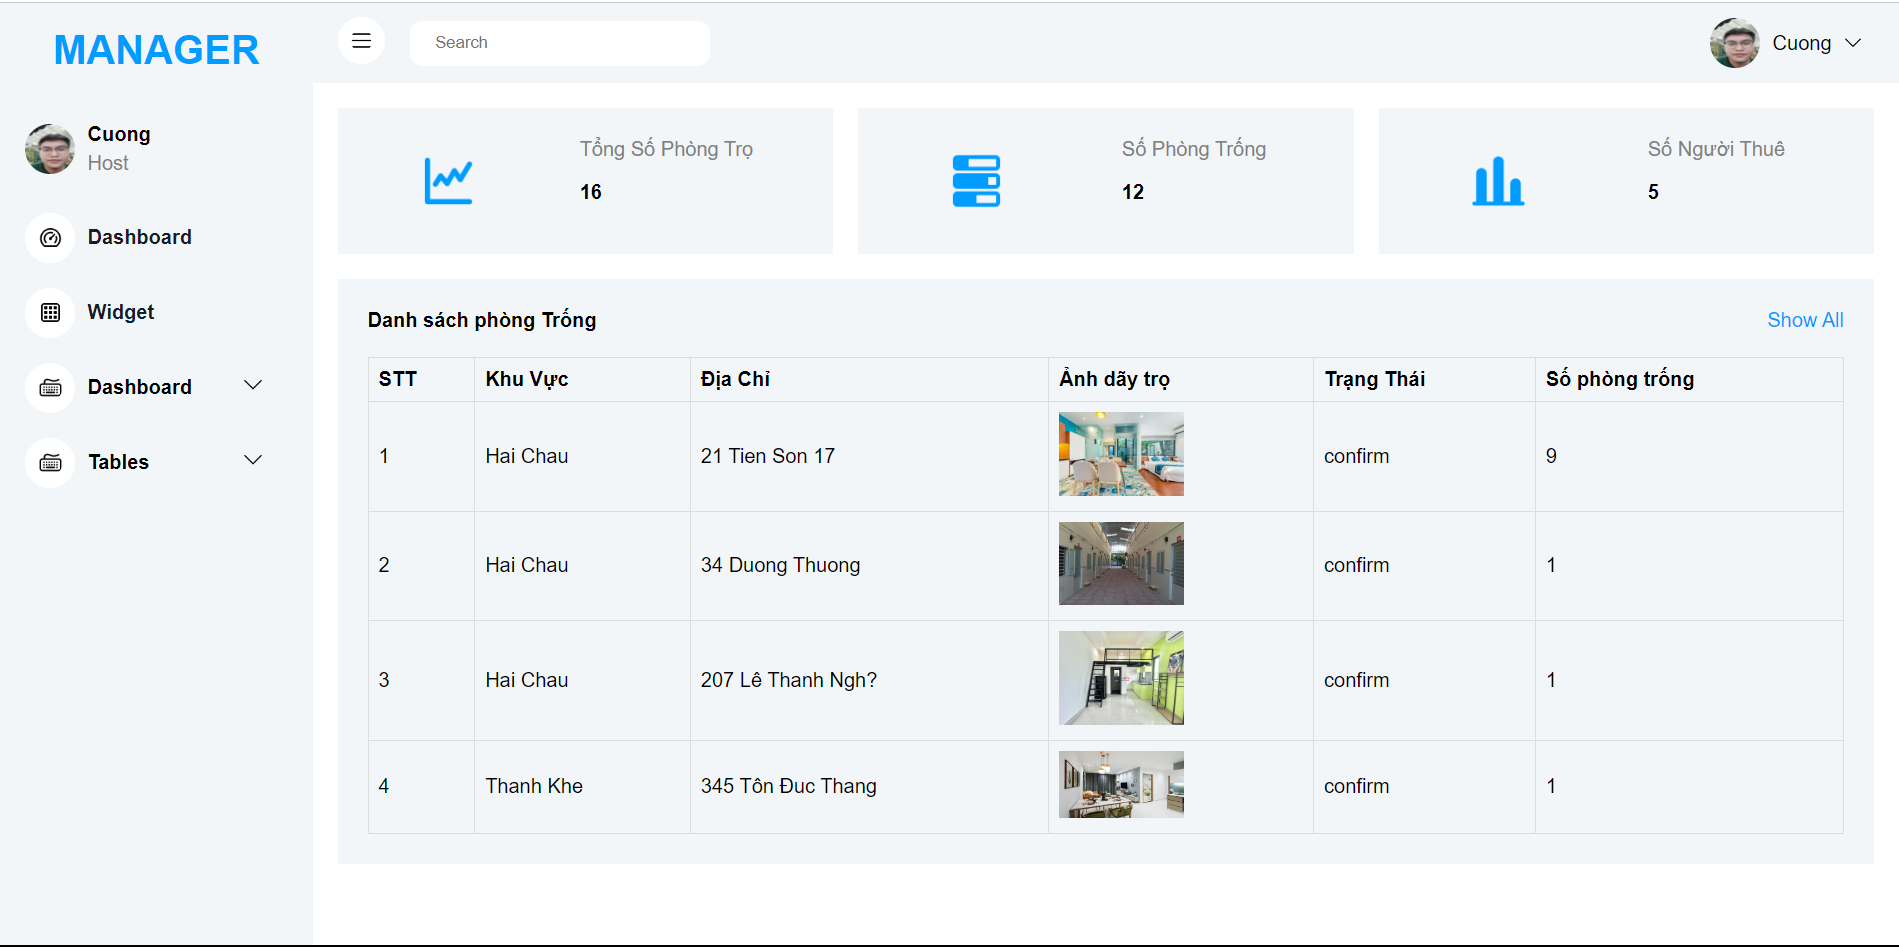 MANAGER
Search
Cuong
Cuong
Host
Dashboard
Widget
Dashboard
Tables
Tổng Số Phòng Trọ
16
Số Phòng Trống
12
Số Người Thuê
5
Danh sách phòng Trống
Show All
STT Khu Vực Địa Chỉ Ảnh dãy trọ Trạng Thái Số phòng trống
1 Hai Chau 21 Tien Son 17 confirm 9
2 Hai Chau 34 Duong Thuong confirm 1
3 Hai Chau 207 Lê Thanh Ngh? confirm 1
4 Thanh Khe 345 Tôn Đuc Thang confirm 1